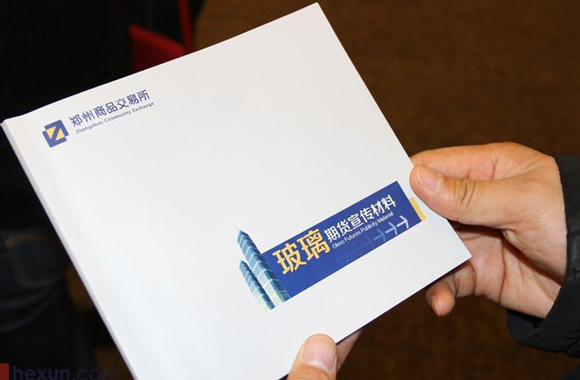 郑州商品交易所
Zhengzhou Commodity Exchange
玻璃期货宣传材料
Glass Futures Publicity Material
hexun.com